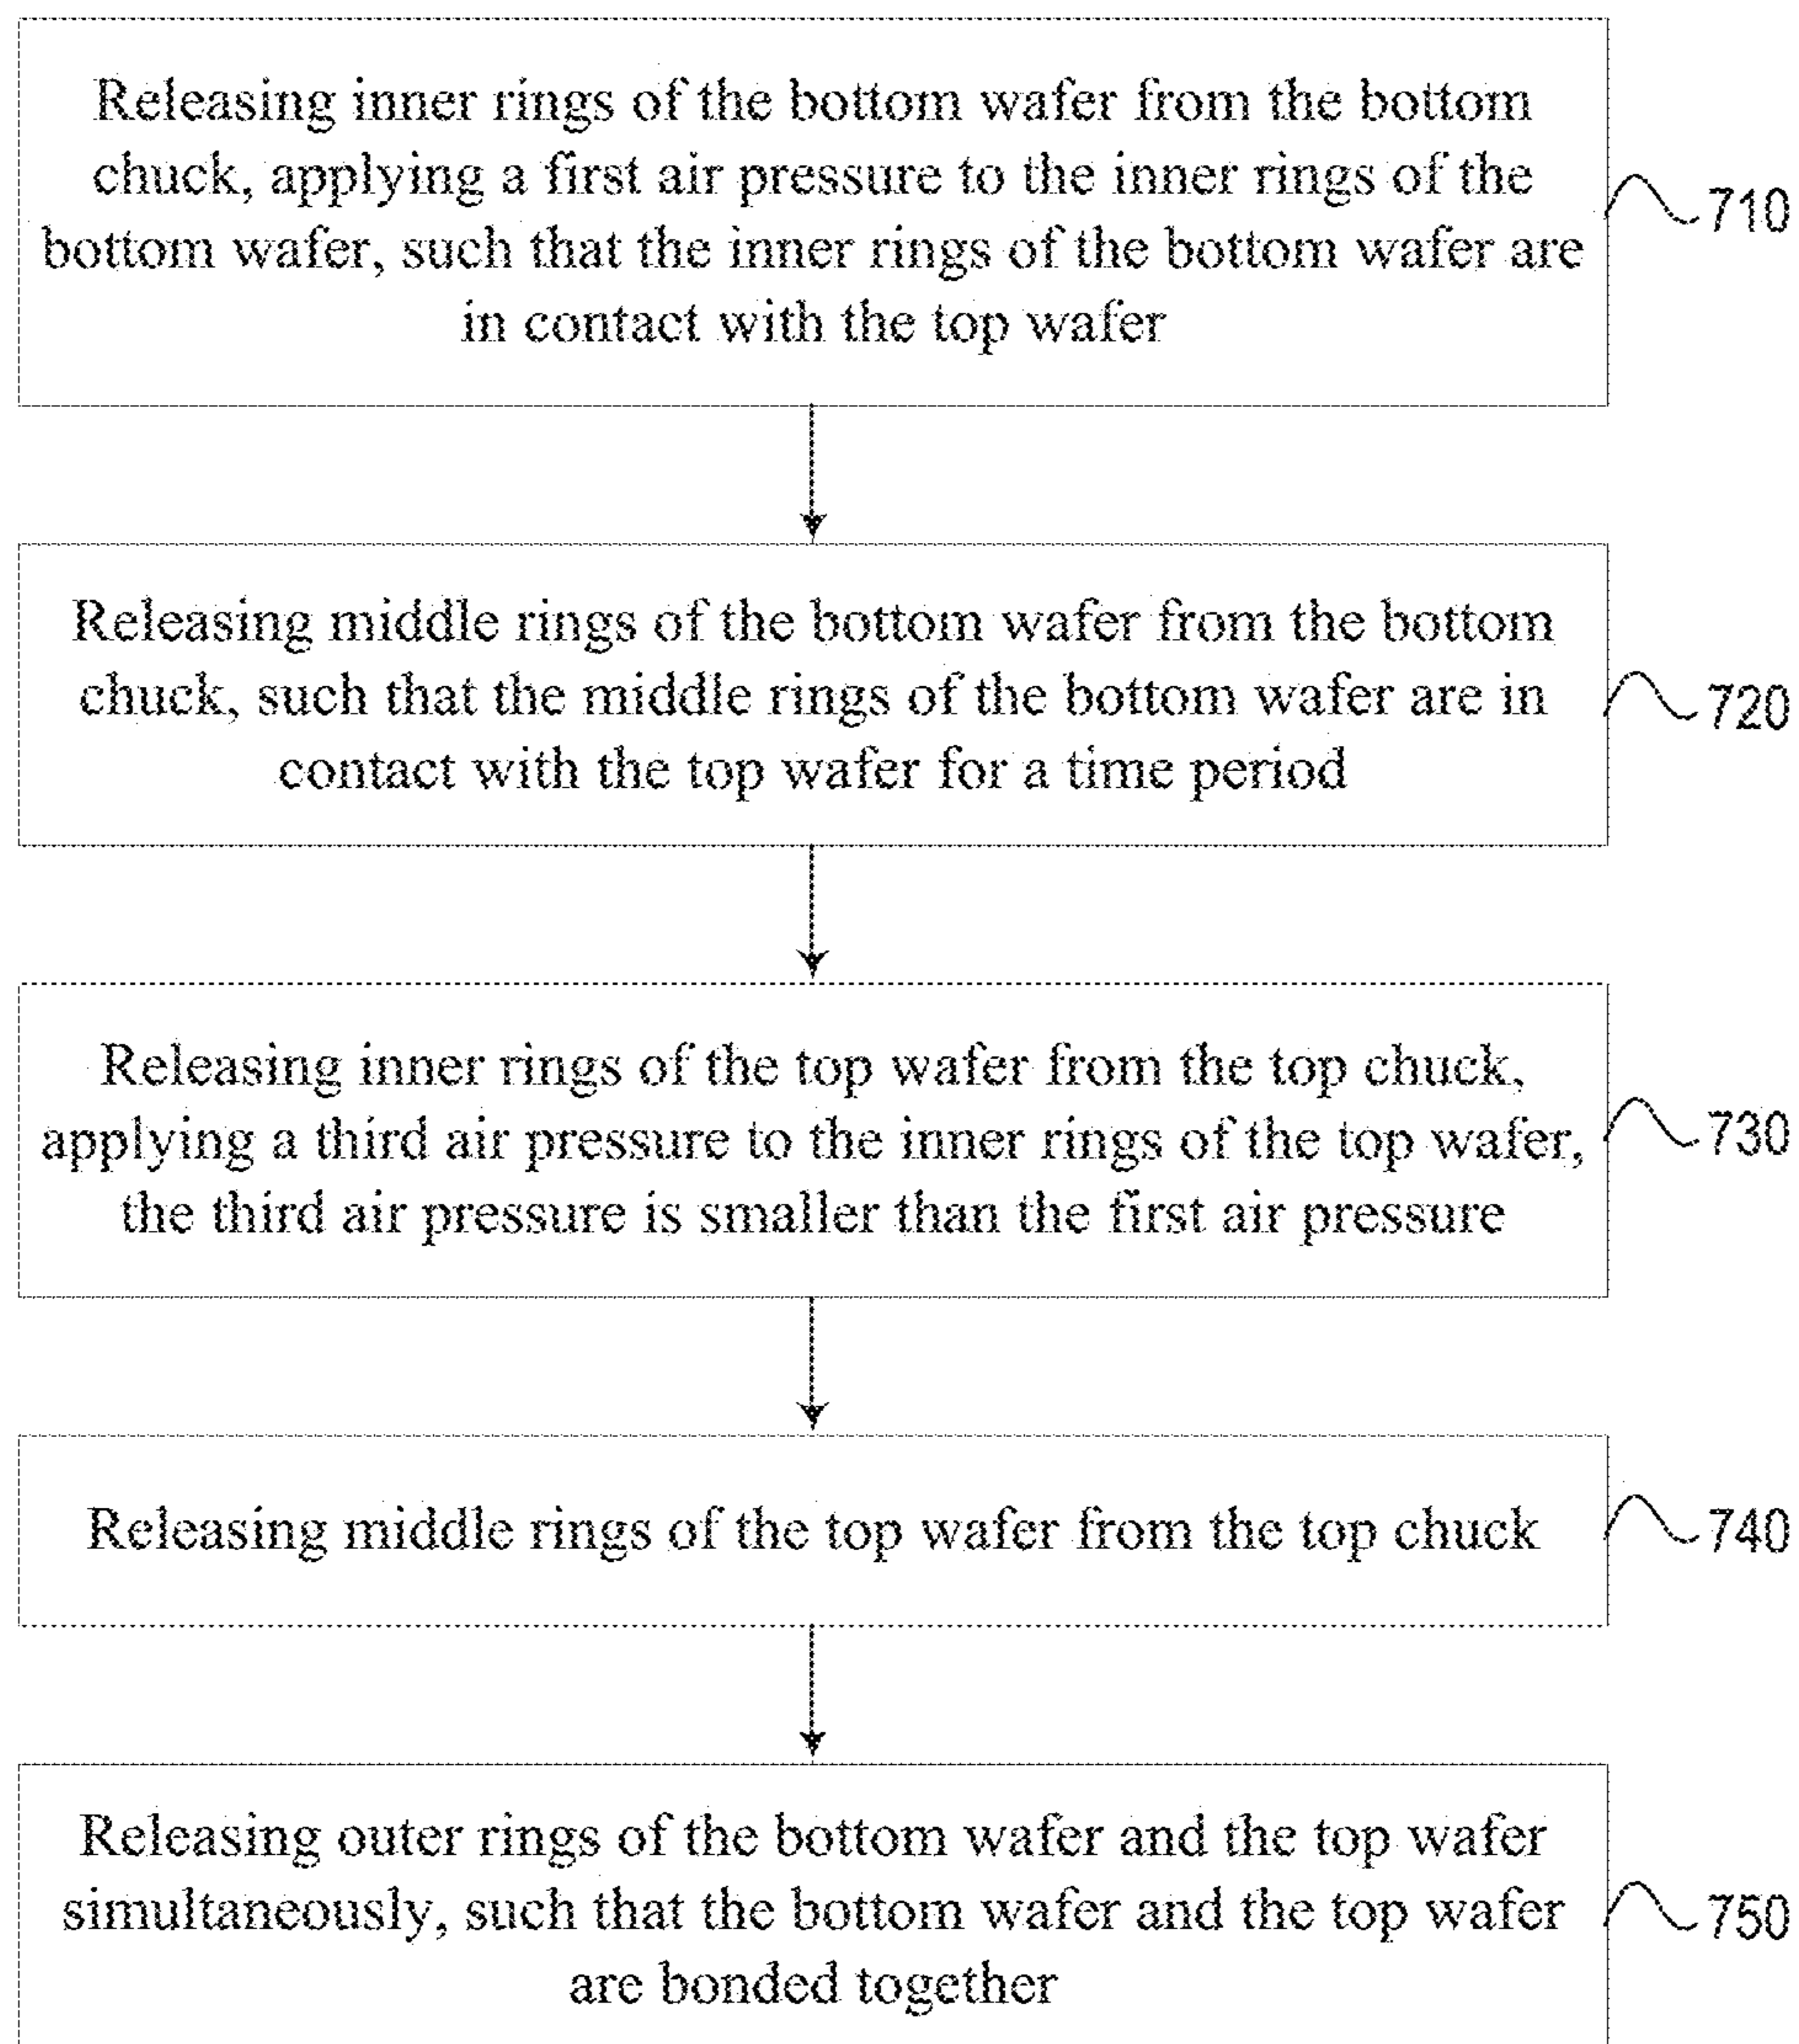 Releasing inner rings of the bottom wafer from the bottom
chuck, applying a first air pressure to the inner rings of the
bottom wafer, such that the inner rings of the bottom wafer are
in contact with the top wafer
710
Releasing middle rings of the bottom wafer from the bottom
chuck, such that the middle rings of the bottom wafer are in
contact with the top wafer for a time period
720
Releasing inner rings of the top wafer from the top chuck,
applying a third air pressure to the inner rings of the top wafer,
the third air pressure is smaller than the first air pressure
730
Releasing middle rings of the top wafer from the top chuck
740
Releasing outer rings of the bottom wafer and the top wafer
simultaneously, such that the bottom wafer and the top wafer
are bonded together
750